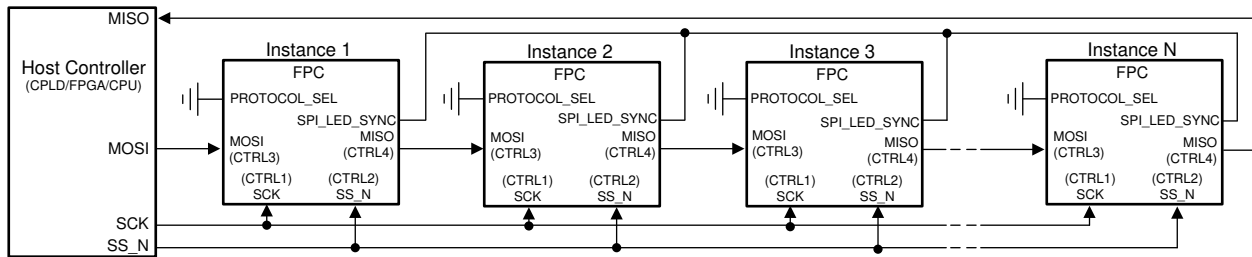 MISO
Host Controller
(CPLD/FPGA/CPU)
MOSI
SCK
SS_N
Instance 1
FPC
PROTOCOL_SEL
SPI_LED_SYNC
MOSI
(CTRL3)
MISO
(CTRL4)
(CTRL1)
SCK
(CTRL2)
SS_N
Instance 2
FPC
PROTOCOL_SEL
SPI_LED_SYNC
MOSI
(CTRL3)
MISO
(CTRL4)
(CTRL1)
SCK
(CTRL2)
SS_N
Instance 3
FPC
PROTOCOL_SEL
SPI_LED_SYNC
MOSI
(CTRL3)
MISO
(CTRL4)
(CTRL1)
SCK
(CTRL2)
SS_N
Instance N
FPC
PROTOCOL_SEL
SPI_LED_SYNC
MOSI
(CTRL3)
MISO
(CTRL4)
(CTRL1)
SCK
(CTRL2)
SS_N